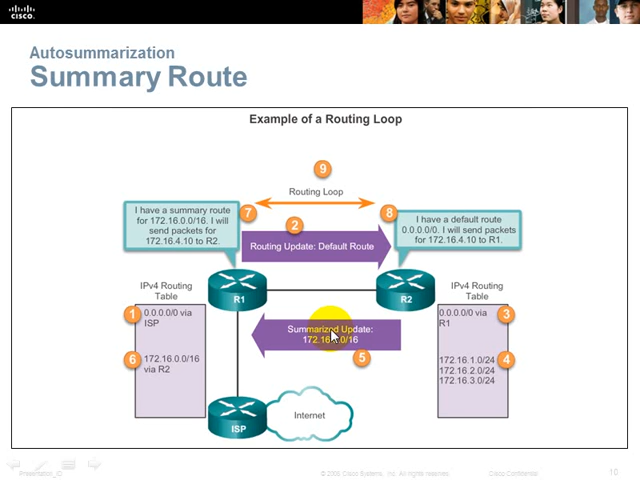 CISCO.
Autosummarization
Summary Route
Example of a Routing Loop
9
Routing Loop
7
I have a summary route
for 172.16.0.0/16. I will
send packets for
172.16.4.10 to R2.
2
Routing Update: Default Route
8
I have a default route
0.0.0.0/0. I will send packets
for 172.16.4.10 to R1.
IPv4 Routing
Table
R1
R2
IPv4 Routing
Table
1
0.0.0.0/0 via
ISP
6
172.16.0.0/16
via R2
Summarized Update:
5
0.0.0.0/0 via
R1
3
172.16.1.0/24
172.16.2.0/24
172.16.3.0/24
4
ISP
Internet
Presentation_ID
© 2008 Cisco Systems, Inc. All rights reserved.
Cisco Confidential